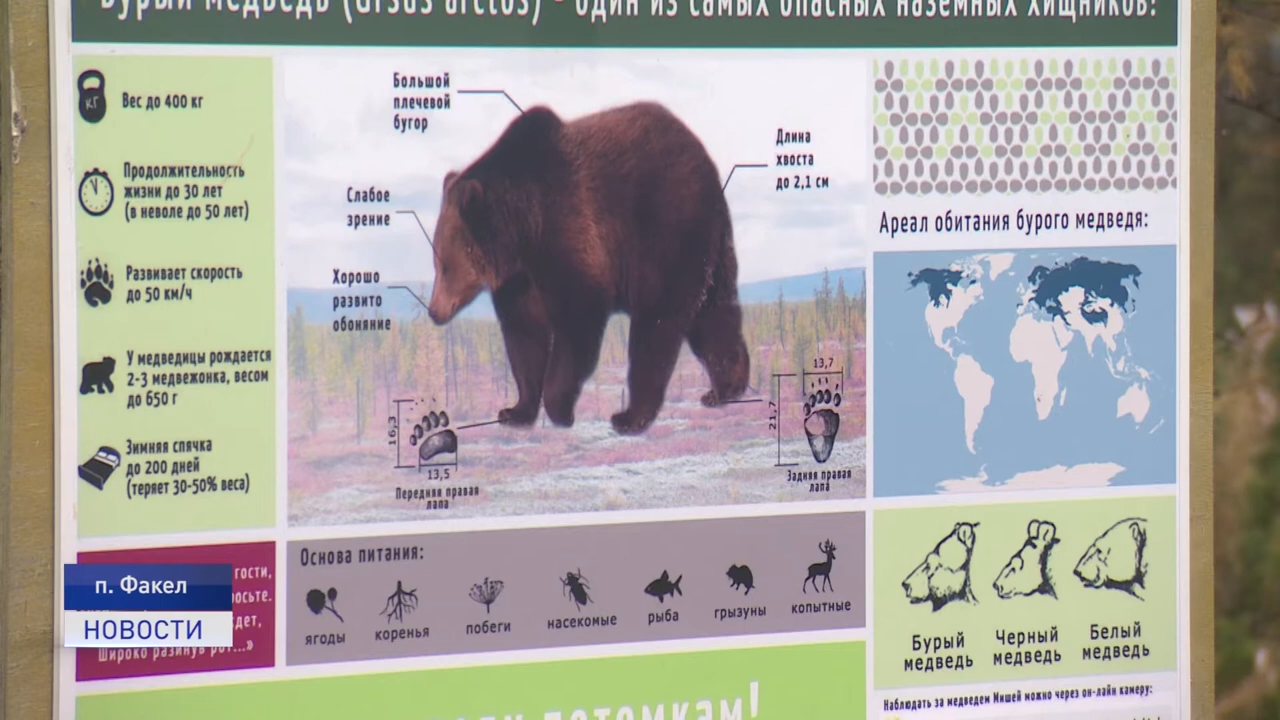 Бурый медведь (Ursus arctos) - один из самых опасных наземных хищников!
кг
Вес до 400 кг
Продолжительность
жизни до 30 лет
(в неволе до 50 лет)
Развивает скорость
до 50 км/ч
У медведицы рождается
2-3 медвежонка, весом
до 650 г
Зимняя спячка
до 200 дней
(теряет 30-50% веса)
Большой
плечевой
бугор
Слабое
зрение
Хорошо
развито
обоняние
Длина
хвоста
до 2,1 см
16,3
13,5
Передняя правая
лапа
13,7
21,7
Задняя правая
лапа
Ареал обитания бурого медведя:
гости,
широко разинув рот...»
Основа питания:
ягоды
коренья
побеги
насекомые
рыба
грызуны
копытные
Бурый
медведь
Черный
медведь
Белый
медведь
Наблюдать за медведем Мишей можно через он-лайн камеру:
потомкам!
п. Факел
НОВОСТИ